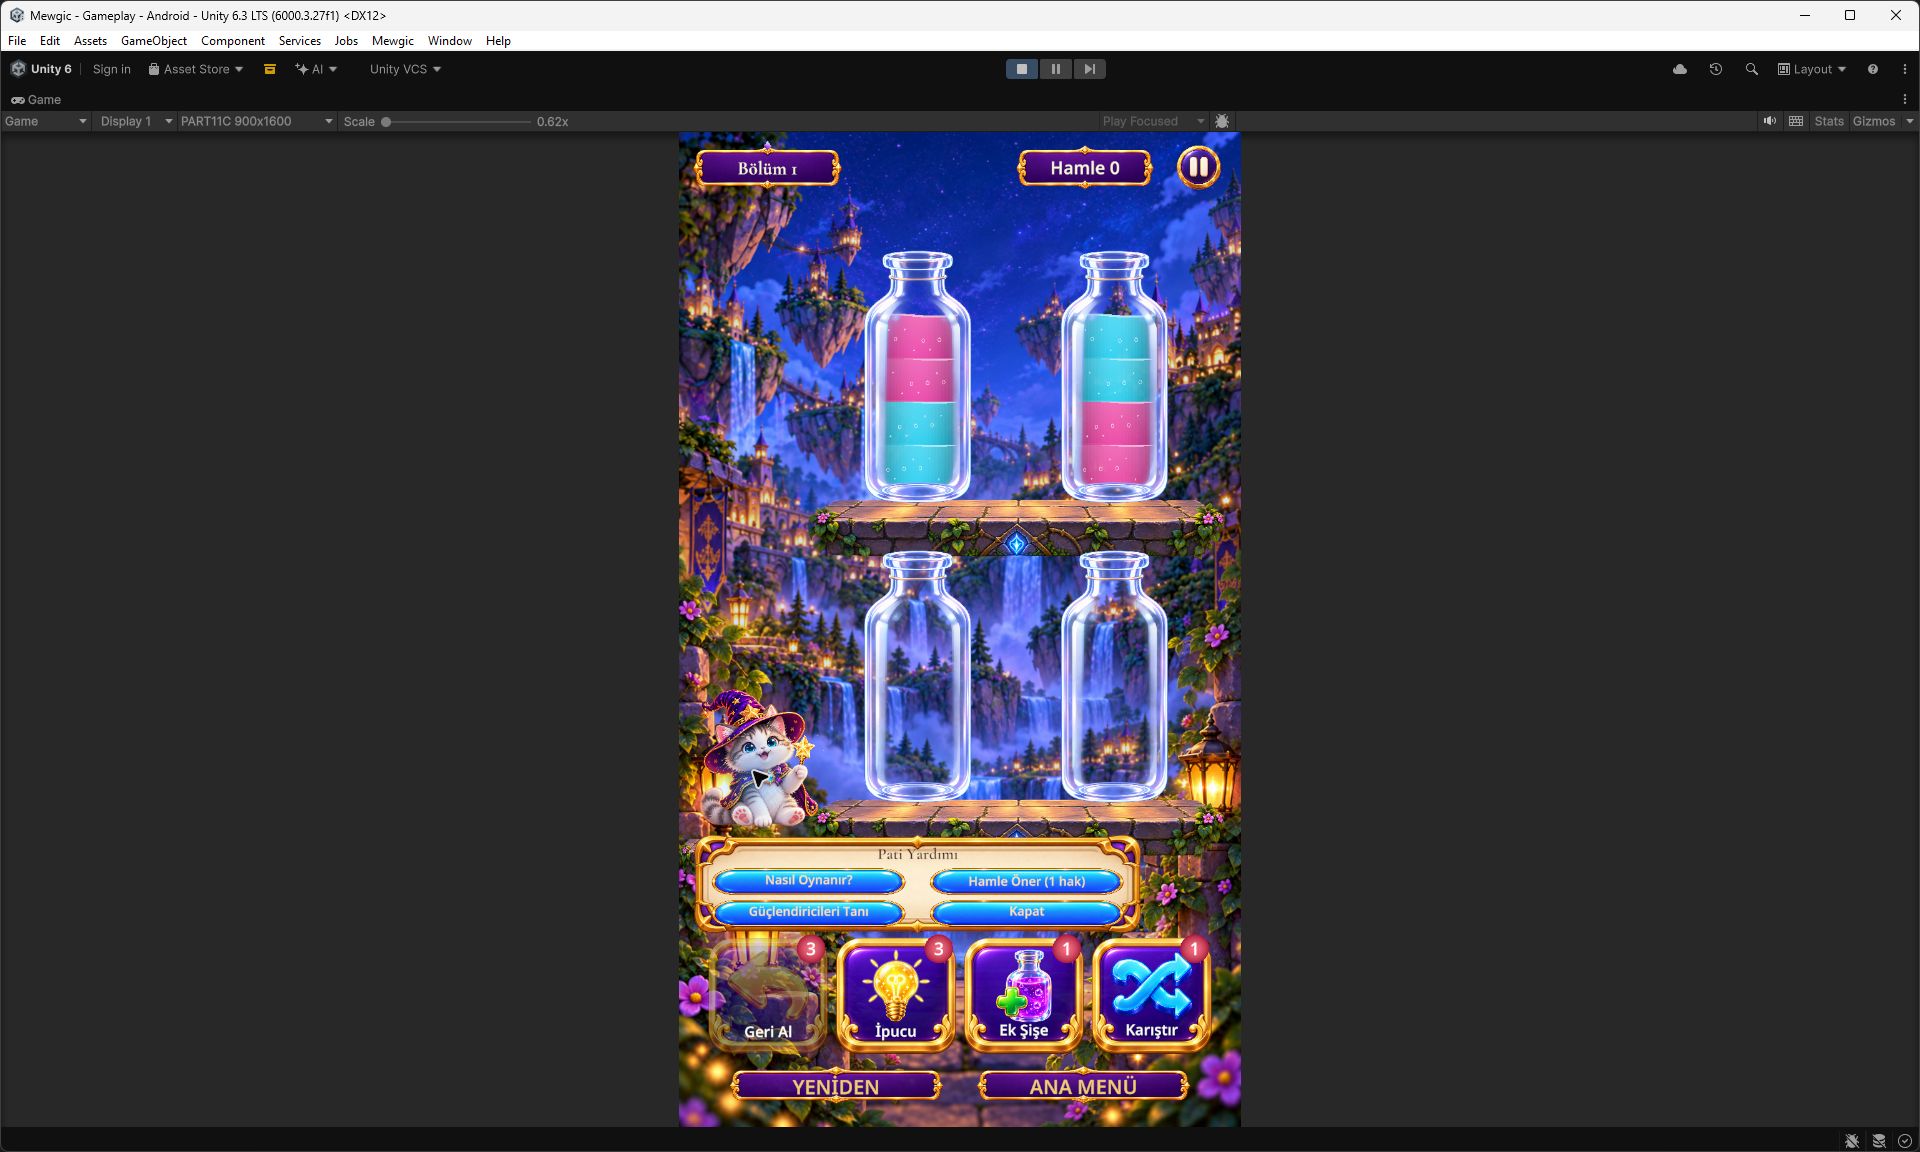 Mewgic - Gameplay - Android - Unity 6.3 LTS (6000.3.27f1) <DX12>
File Edit Assets GameObject Component Services Jobs Mewgic Window Help
Unity 6 Sign in Asset Store AI Unity VCS Layout
Game
Game Display 1 PART11C 900x1600 Scale 0.62x Play Focused Stats Gizmos
Bölüm 1 Hamle 0
Pati Yardımı
Nasıl Oynanır? Hamle Öner (1 hak)
Güçlendiricileri Tanı Kapat
3 3 1 1
Geri Al İpucu Ek Şişe Karıştır
YENİDEN ANA MENÜ